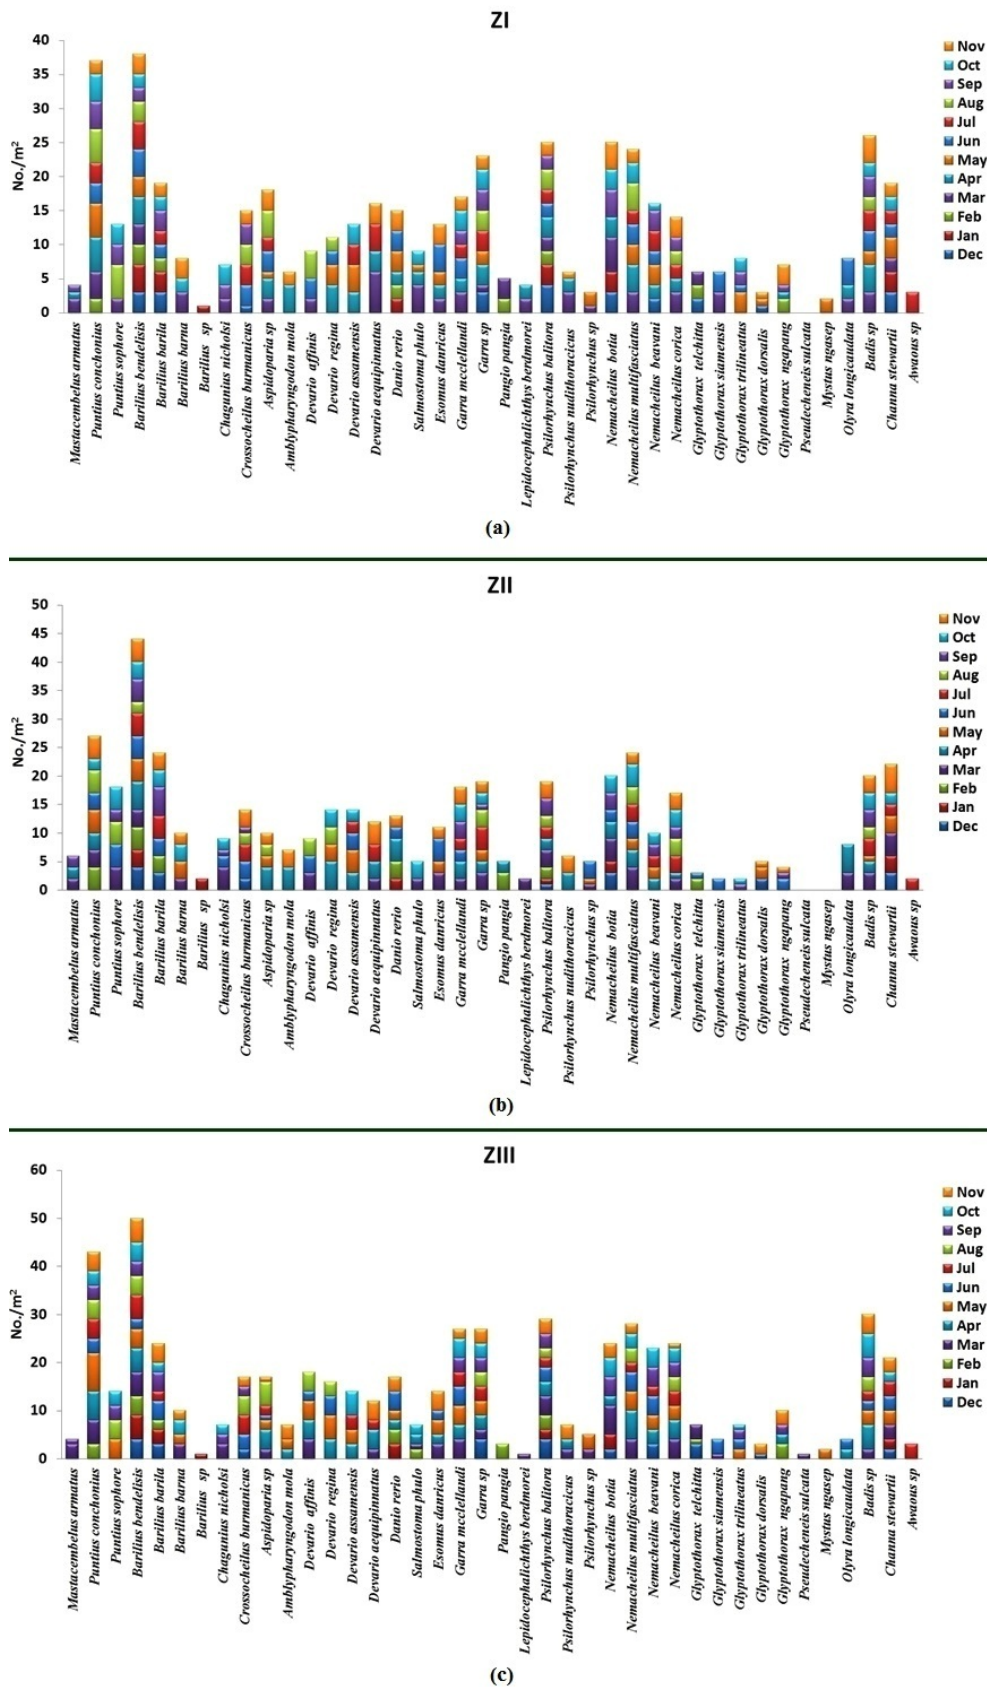 ZI
No./m²
40
35
30
25
20
15
10
5
0
Nov
Oct
Sep
Aug
Jul
Jun
May
Apr
Mar
Feb
Jan
Dec
Mastacembelus armatus
Puntius conchonius
Puntius sophore
Barilius bendelisis
Barilius barila
Barilius barna
Barilius sp
Chagunius nicholsi
Crossocheilus burmanicus
Aspidoparia sp
Amblypharyngodon mola
Devario affinis
Devario regina
Devario assamensis
Devario aequipinnatus
Danio rerio
Salmostoma phulo
Esomus danricus
Garra mcclellandi
Garra sp
Pangio pangia
Lepidocephalichthys berdmorei
Psilorhynchus balitora
Psilorhynchus nudithoracicus
Psilorhynchus sp
Nemacheilus botia
Nemacheilus multifasciatus
Nemacheilus beavani
Nemacheilus corica
Glyptothorax telchitta
Glyptothorax siamensis
Glyptothorax trilineatus
Glyptothorax dorsalis
Glyptothorax ngapang
Pseudecheneis sulcata
Mystus ngasep
Olyra longicaudata
Badis sp
Channa stewartii
Awaous sp
(a)
ZII
No./m²
50
45
40
35
30
25
20
15
10
5
0
Nov
Oct
Sep
Aug
Jul
Jun
May
Apr
Mar
Feb
Jan
Dec
Mastacembelus armatus
Puntius conchonius
Puntius sophore
Barilius bendelisis
Barilius barila
Barilius barna
Barilius sp
Chagunius nicholsi
Crossocheilus burmanicus
Aspidoparia sp
Amblypharyngodon mola
Devario affinis
Devario regina
Devario assamensis
Devario aequipinnatus
Danio rerio
Salmostoma phulo
Esomus danricus
Garra mcclellandi
Garra sp
Pangio pangia
Lepidocephalichthys berdmorei
Psilorhynchus balitora
Psilorhynchus nudithoracicus
Psilorhynchus sp
Nemacheilus botia
Nemacheilus multifasciatus
Nemacheilus beavani
Nemacheilus corica
Glyptothorax telchitta
Glyptothorax siamensis
Glyptothorax trilineatus
Glyptothorax dorsalis
Glyptothorax ngapang
Pseudecheneis sulcata
Mystus ngasep
Olyra longicaudata
Badis sp
Channa stewartii
Awaous sp
(b)
ZIII
No./m²
60
50
40
30
20
10
0
Nov
Oct
Sep
Aug
Jul
Jun
May
Apr
Mar
Feb
Jan
Dec
Mastacembelus armatus
Puntius conchonius
Puntius sophore
Barilius bendelisis
Barilius barila
Barilius barna
Barilius sp
Chagunius nicholsi
Crossocheilus burmanicus
Aspidoparia sp
Amblypharyngodon mola
Devario affinis
Devario regina
Devario assamensis
Devario aequipinnatus
Danio rerio
Salmostoma phulo
Esomus danricus
Garra mcclellandi
Garra sp
Pangio pangia
Lepidocephalichthys berdmorei
Psilorhynchus balitora
Psilorhynchus nudithoracicus
Psilorhynchus sp
Nemacheilus botia
Nemacheilus multifasciatus
Nemacheilus beavani
Nemacheilus corica
Glyptothorax telchitta
Glyptothorax siamensis
Glyptothorax trilineatus
Glyptothorax dorsalis
Glyptothorax ngapang
Pseudecheneis sulcata
Mystus ngasep
Olyra longicaudata
Badis sp
Channa stewartii
Awaous sp
(c)